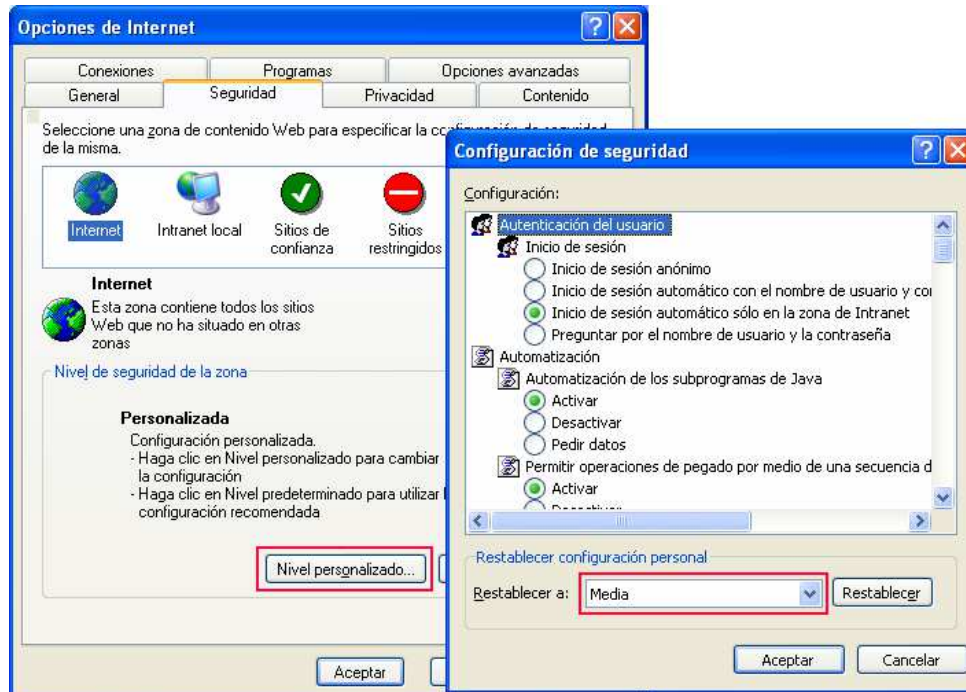 Opciones de Internet
Conexiones Programas Opciones avanzadas
General Seguridad Privacidad Contenido
Seleccione una zona de contenido Web para especificar la configuración de seguridad
de la misma.
Internet Intranet local Sitios de confianza Sitios restringidos
Internet
Esta zona contiene todos los sitios
Web que no ha situado en otras
zonas
Nivel de seguridad de la zona
Personalizada
Configuración personalizada.
- Haga clic en Nivel personalizado para cambiar
la configuración
- Haga clic en Nivel predeterminado para utilizar
configuración recomendada
Nivel personalizado...
Aceptar
Configuración de seguridad
Configuración:
Autenticación del usuario
Inicio de sesión
Inicio de sesión anónimo
Inicio de sesión automático con el nombre de usuario y
Inicio de sesión automático sólo en la zona de Intranet
Preguntar por el nombre de usuario y la contraseña
Automatización
Automatización de los subprogramas de Java
Activar
Desactivar
Pedir datos
Permitir operaciones de pegado por medio de una secuencia d
Activar
Desactivar
Restablecer configuración personal
Restablecer a: Media Restablecer
Aceptar Cancelar